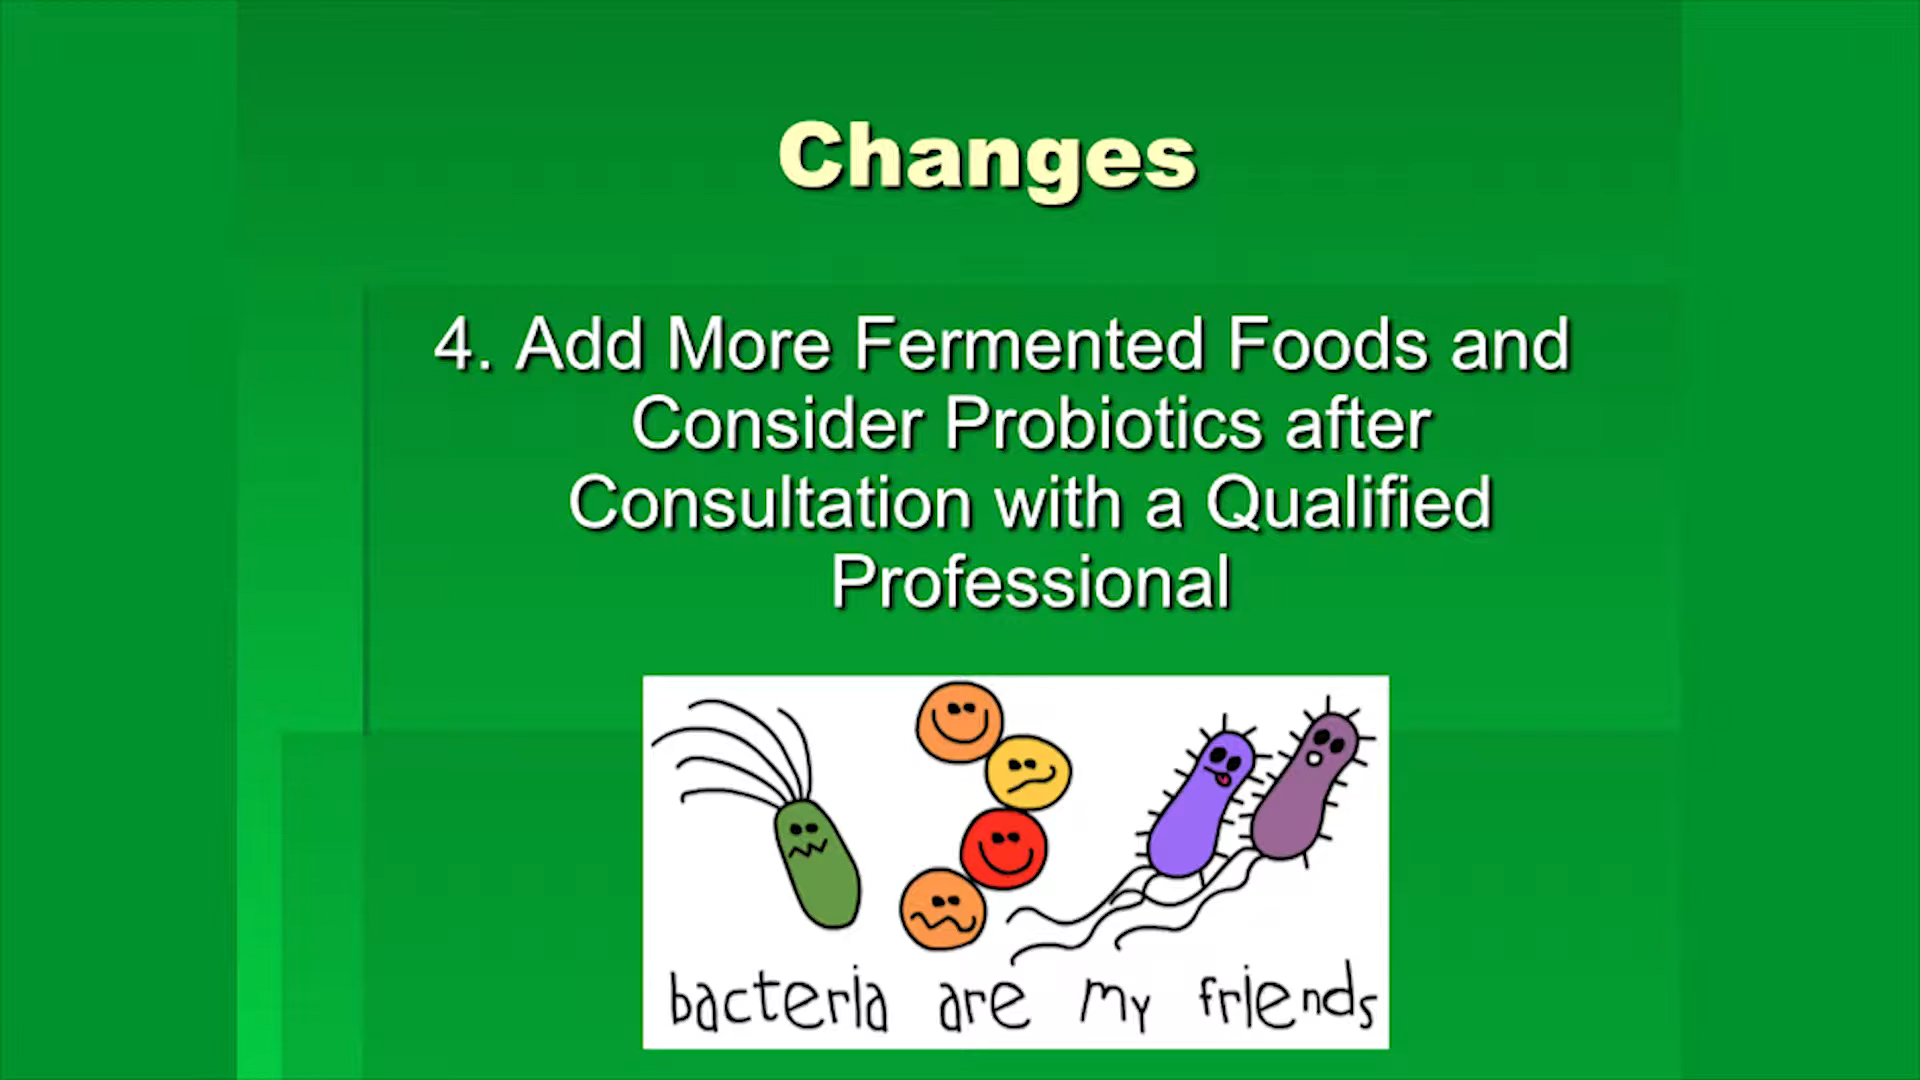 Changes
4. Add More Fermented Foods and
Consider Probiotics after
Consultation with a Qualified
Professional
bacteria are my friends